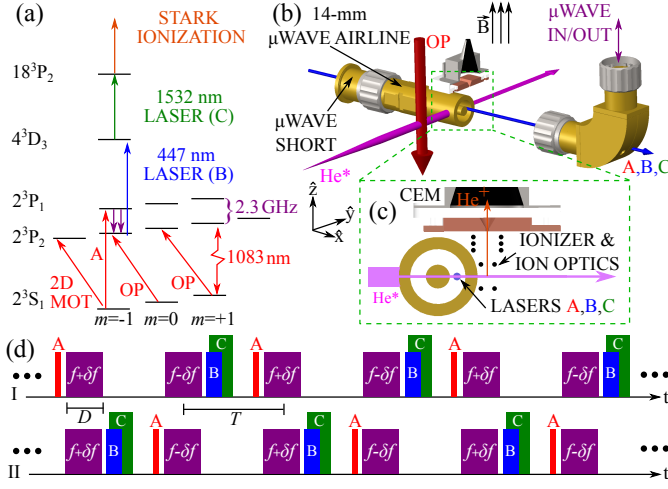 (a)
STARK
IONIZATION
18³P₂
1532 nm
LASER (C)
4³D₃
447 nm
LASER (B)
2³P₁
2.3 GHz
2³P₂
A
1083 nm
2D
MOT
OP
OP
2³S₁
m=-1
m=0
m=+1
(b)
14-mm
μWAVE AIRLINE
OP
B
μWAVE
IN/OUT
μWAVE
SHORT
He*
A,B,C
ẑ
ŷ
x̂
CEM
He⁺
(c)
IONIZER &
ION OPTICS
He*
LASERS A,B,C
(d)
A f+δf f-δf B C A f+δf f-δf B C A f+δf f-δf B C
I
t
D
T
f+δf B C A f-δf f+δf B C A f-δf f+δf B C A f-δf
II
t